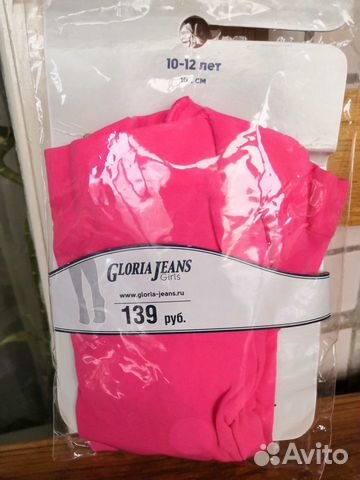 10-12 лет
см
GLORIA JEANS
Girls
www.gloria-jeans.ru
139 руб.
Avito